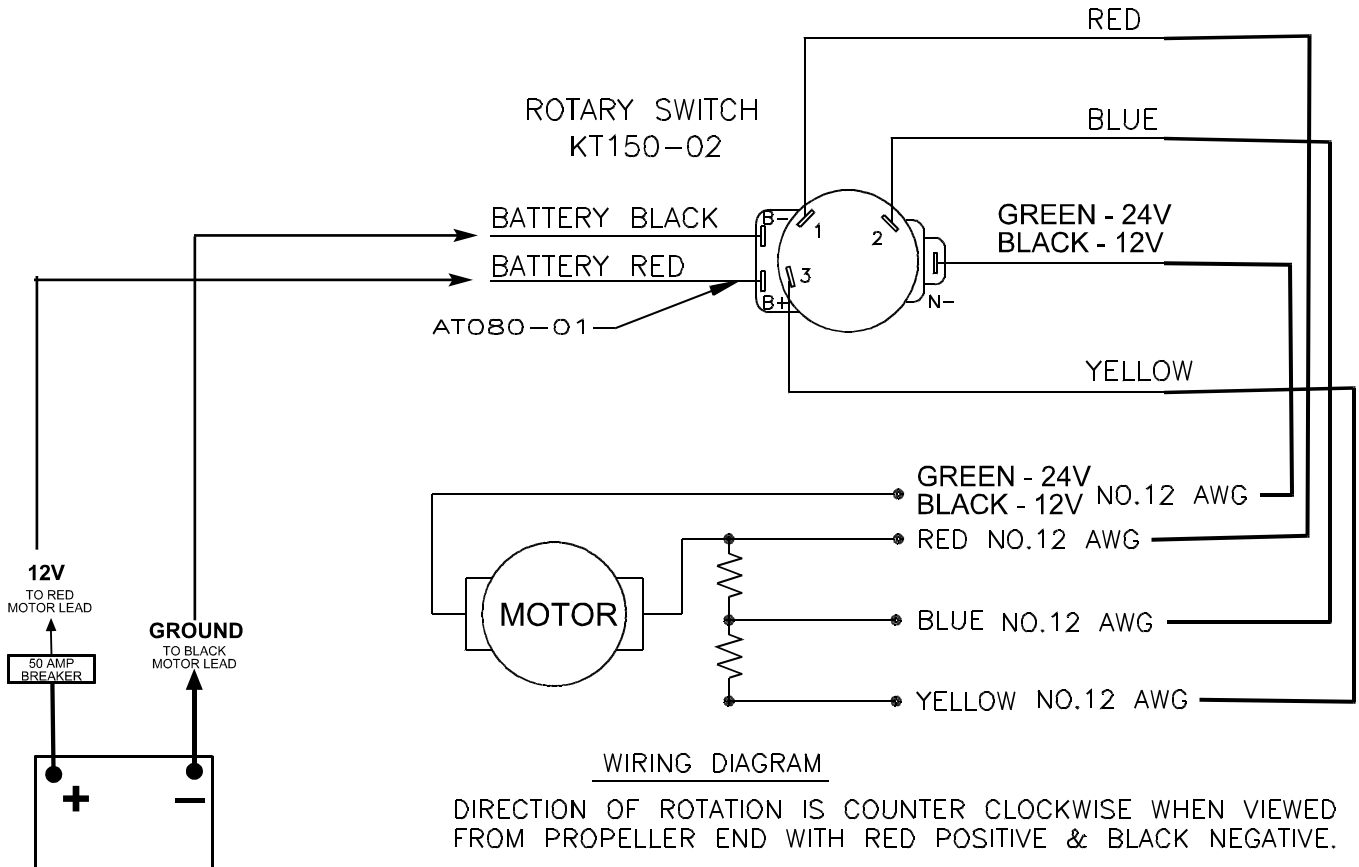 RED
ROTARY SWITCH
KT150-02
BLUE
BATTERY BLACK
B-
1
2
GREEN - 24V
BLACK - 12V
BATTERY RED
3
B+
N-
AT080-01
YELLOW
GREEN - 24V
BLACK - 12V NO.12 AWG
RED NO.12 AWG
12V
TO RED
MOTOR LEAD
MOTOR
GROUND
TO BLACK
MOTOR LEAD
BLUE NO.12 AWG
50 AMP
BREAKER
YELLOW NO.12 AWG
+
-
WIRING DIAGRAM
DIRECTION OF ROTATION IS COUNTER CLOCKWISE WHEN VIEWED
FROM PROPELLER END WITH RED POSITIVE & BLACK NEGATIVE.